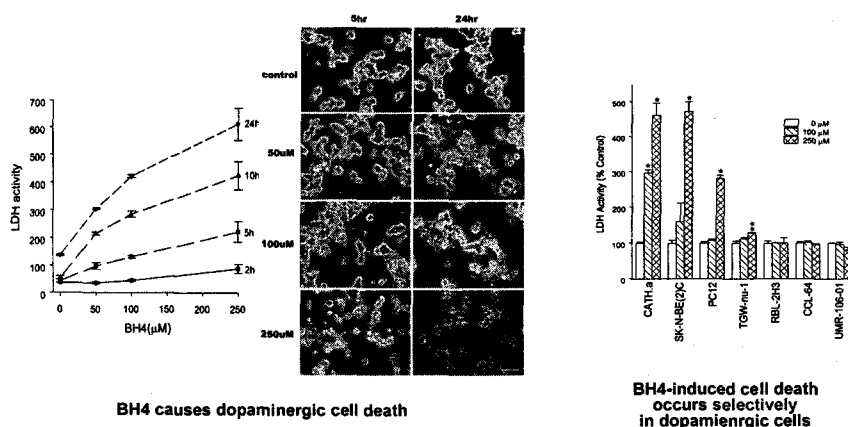 5hr 24hr
control
50uM
100uM
250uM
700
600
500
400
300
200
100
0
LDH activity
24h
10h
5h
2h
0 50 100 150 200 250
BH4(μM)
BH4 causes dopaminergic cell death
500
400
300
200
100
0
LDH Activity (% Control)
0 μM
100 μM
250 μM
* * * * **
CATH.a
SK-N-BE(2)C
PC12
TGW-nu-1
RBL-2H3
CCL-64
UMR-106-01
BH4-induced cell death
occurs selectively
in dopamienrgic cells